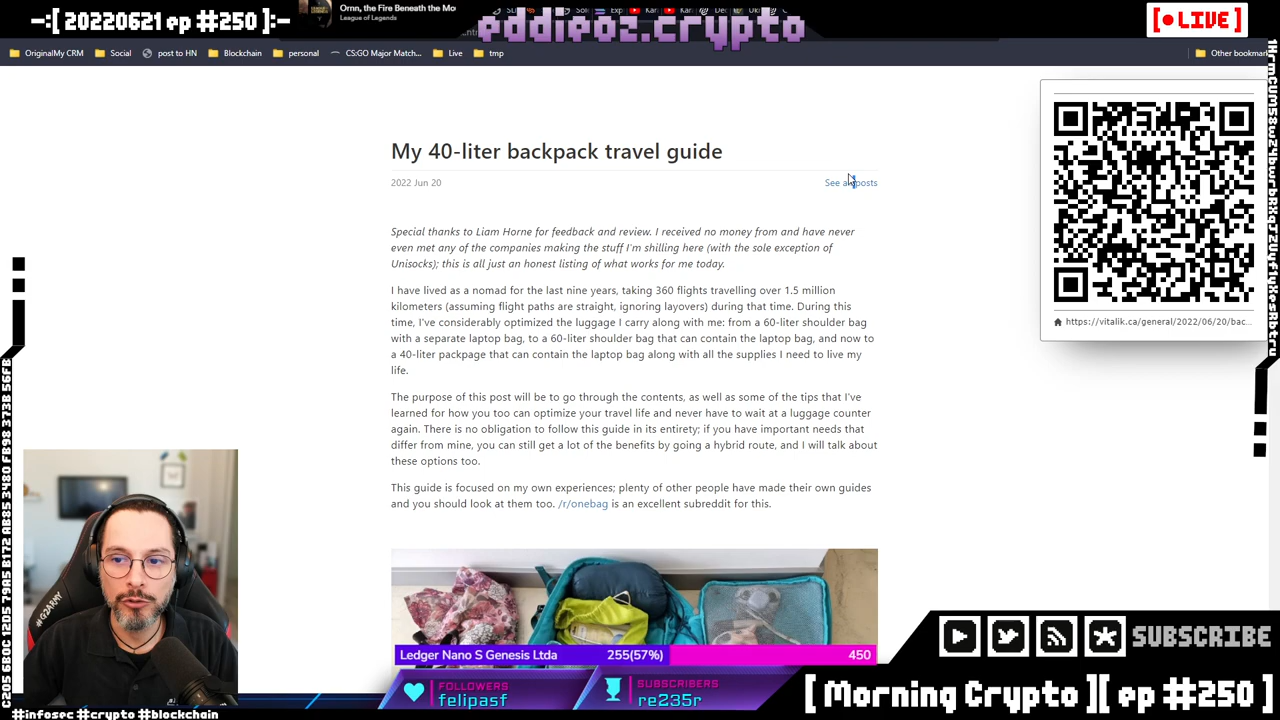 -:[ 20220621 ep #250 ]:-
Ornn, the Fire Beneath the Mo
League of Legends
eddieoz.crypto
[● LIVE]
OriginalMy CRM
Social
post to HN
Blockchain
personal
CS:GO Major Match...
Live
tmp
Other bookmar
My 40-liter backpack travel guide
2022 Jun 20
See all posts
Special thanks to Liam Horne for feedback and review. I received no money from and have never
even met any of the companies making the stuff I'm shilling here (with the sole exception of
Unisocks); this is all just an honest listing of what works for me today.
I have lived as a nomad for the last nine years, taking 360 flights travelling over 1.5 million
kilometers (assuming flight paths are straight, ignoring layovers) during that time. During this
time, I've considerably optimized the luggage I carry along with me: from a 60-liter shoulder bag
with a separate laptop bag, to a 60-liter shoulder bag that can contain the laptop bag, and now to
a 40-liter packpage that can contain the laptop bag along with all the supplies I need to live my
life.
The purpose of this post will be to go through the contents, as well as some of the tips that I've
learned for how you too can optimize your travel life and never have to wait at a luggage counter
again. There is no obligation to follow this guide in its entirety; if you have important needs that
differ from mine, you can still get a lot of the benefits by going a hybrid route, and I will talk about
these options too.
This guide is focused on my own experiences; plenty of other people have made their own guides
and you should look at them too. /r/onebag is an excellent subreddit for this.
https://vitalik.ca/general/2022/06/20/bac...
#G2ARMY
Ledger Nano S Genesis Ltda
255(57%)
450
FOLLOWERS
felipasf
SUBSCRIBERS
re235r
SUBSCRIBE
[ Morning Crypto ][ ep #250 ]
#infosec #crypto #blockchain